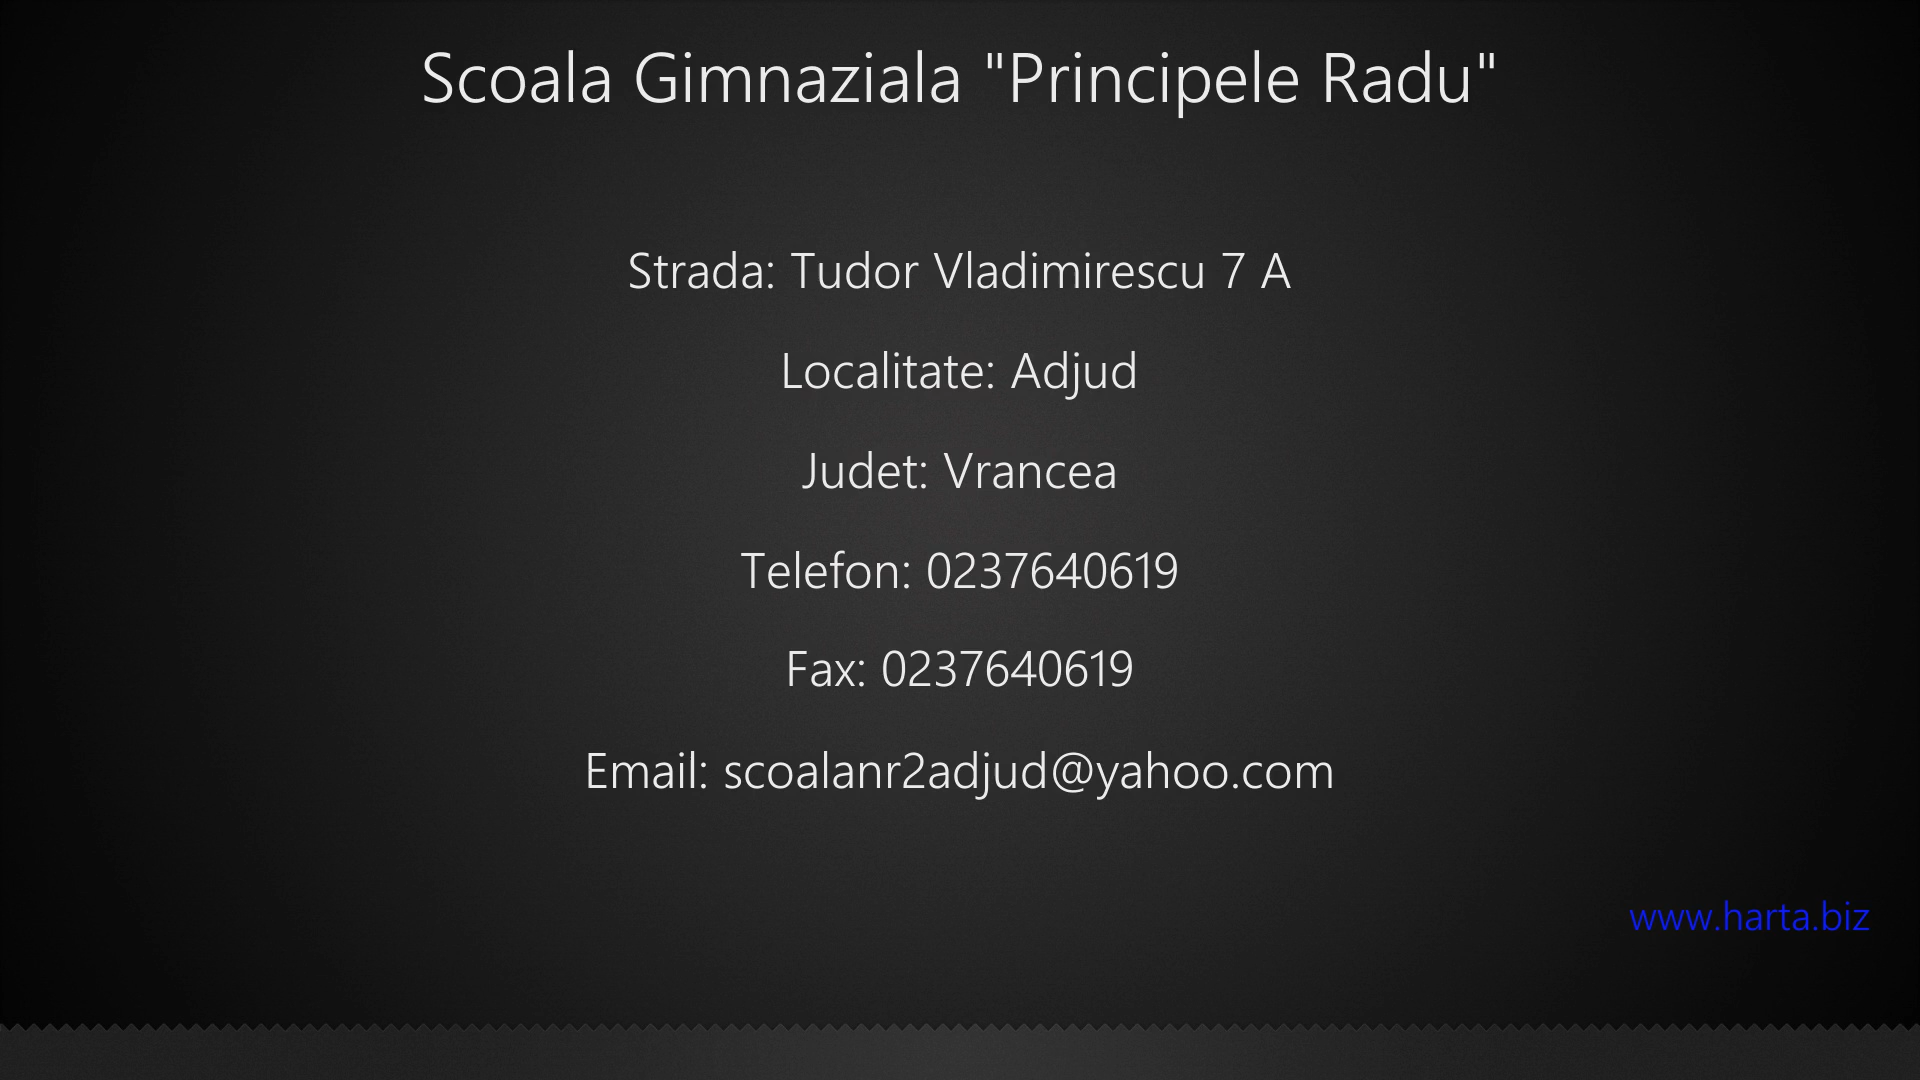 Scoala Gimnaziala "Principele Radu"
Strada: Tudor Vladimirescu 7 A
Localitate: Adjud
Judet: Vrancea
Telefon: 0237640619
Fax: 0237640619
Email: scoalanr2adjud@yahoo.com
www.harta.biz